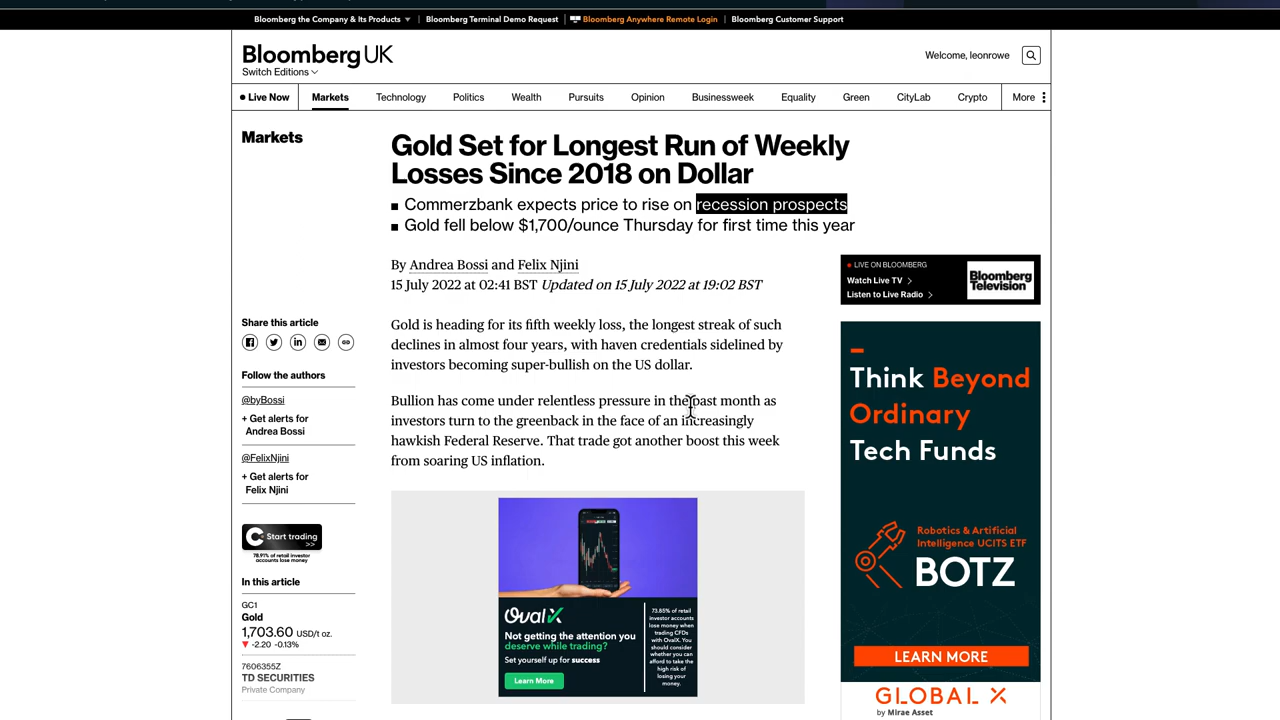 Bloomberg the Company & Its Products
Bloomberg Terminal Demo Request
Bloomberg Anywhere Remote Login
Bloomberg Customer Support
Bloomberg UK
Switch Editions
Welcome, leonrowe
Live Now
Markets
Technology
Politics
Wealth
Pursuits
Opinion
Businessweek
Equality
Green
CityLab
Crypto
More
Markets
Gold Set for Longest Run of Weekly
Losses Since 2018 on Dollar
Commerzbank expects price to rise on recession prospects
Gold fell below $1,700/ounce Thursday for first time this year
By Andrea Bossi and Felix Njini
15 July 2022 at 02:41 BST Updated on 15 July 2022 at 19:02 BST
Share this article
Follow the authors
@byBossi
+ Get alerts for
Andrea Bossi
@FelixNjini
+ Get alerts for
Felix Njini
Start trading
>>
78.91% of retail investor
accounts lose money
In this article
GC1
Gold
1,703.60 USD/t oz.
▼ -2.20 -0.13%
7606355Z
TD SECURITIES
Private Company
Gold is heading for its fifth weekly loss, the longest streak of such
declines in almost four years, with haven credentials sidelined by
investors becoming super-bullish on the US dollar.
Bullion has come under relentless pressure in the past month as
investors turn to the greenback in the face of an increasingly
hawkish Federal Reserve. That trade got another boost this week
from soaring US inflation.
OvalX
Not getting the attention you
deserve while trading?
Set yourself up for success
Learn More
73.85% of retail
investor accounts
lose money when
trading CFDs
with OvalX. You
should consider
whether you can
afford to take the
high risk of
losing your
money.
LIVE ON BLOOMBERG
Watch Live TV
Listen to Live Radio
Bloomberg
Television
Think Beyond
Ordinary
Tech Funds
Robotics & Artificial
Intelligence UCITS ETF
BOTZ
LEARN MORE
GLOBAL X
by Mirae Asset